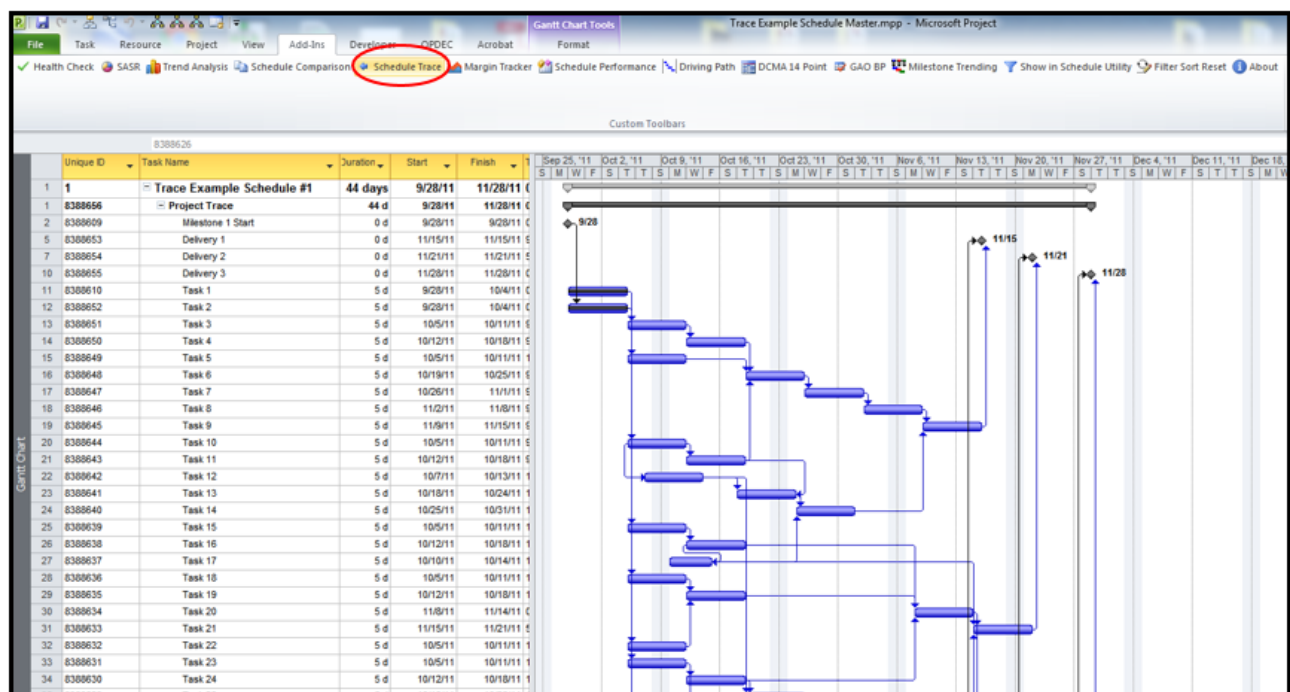 Gantt Chart Tools
Trace Example Schedule Master.mpp - Microsoft Project
File Task Resource Project View Add-Ins Developer OPDEC Acrobat Format
Health Check SASR Trend Analysis Schedule Comparison Schedule Trace Margin Tracker Schedule Performance Driving Path DCMA 14 Point GAO BP Milestone Trending Show in Schedule Utility Filter Sort Reset About
Custom Toolbars
8388626
Unique ID Task Name Duration Start Finish T Sep 25, '11 Oct 2, '11 Oct 9, '11 Oct 16, '11 Oct 23, '11 Oct 30, '11 Nov 6, '11 Nov 13, '11 Nov 20, '11 Nov 27, '11 Dec 4, '11 Dec 11, '11 Dec 18,
S M W F S T T S M W F S T T S M W F S T T S M W F S T T S M W F S T T S M W F S T T S M W
1 1 Trace Example Schedule #1 44 days 9/28/11 11/28/11
1 8388656 Project Trace 44 d 9/28/11 11/28/11
2 8388609 Milestone 1 Start 0 d 9/28/11 9/28/11 9/28
5 8388653 Delivery 1 0 d 11/15/11 11/15/11 11/15
7 8388654 Delivery 2 0 d 11/21/11 11/21/11 11/21
10 8388655 Delivery 3 0 d 11/28/11 11/28/11 11/28
11 8388610 Task 1 5 d 9/28/11 10/4/11
12 8388652 Task 2 5 d 9/28/11 10/4/11
13 8388651 Task 3 5 d 10/5/11 10/11/11
14 8388650 Task 4 5 d 10/12/11 10/18/11
15 8388649 Task 5 5 d 10/5/11 10/11/11
16 8388648 Task 6 5 d 10/19/11 10/25/11
17 8388647 Task 7 5 d 10/26/11 11/1/11
18 8388646 Task 8 5 d 11/2/11 11/8/11
19 8388645 Task 9 5 d 11/9/11 11/15/11
20 8388644 Task 10 5 d 10/5/11 10/11/11
21 8388643 Task 11 5 d 10/12/11 10/18/11
22 8388642 Task 12 5 d 10/7/11 10/13/11
23 8388641 Task 13 5 d 10/18/11 10/24/11
24 8388640 Task 14 5 d 10/25/11 10/31/11
25 8388639 Task 15 5 d 10/5/11 10/11/11
26 8388638 Task 16 5 d 10/12/11 10/18/11
27 8388637 Task 17 5 d 10/10/11 10/14/11
28 8388636 Task 18 5 d 10/5/11 10/11/11
29 8388635 Task 19 5 d 10/12/11 10/18/11
30 8388634 Task 20 5 d 11/8/11 11/14/11
31 8388633 Task 21 5 d 11/15/11 11/21/11
32 8388632 Task 22 5 d 10/5/11 10/11/11
33 8388631 Task 23 5 d 10/5/11 10/11/11
34 8388630 Task 24 5 d 10/12/11 10/18/11
Gantt Chart